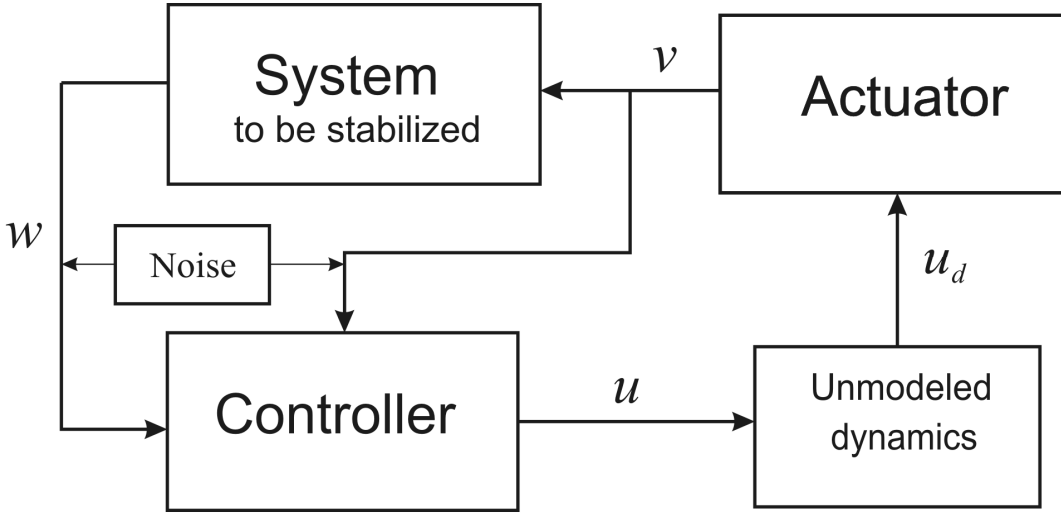 System
to be stabilized
v
Actuator
w
Noise
u_d
Controller
u
Unmodeled
dynamics